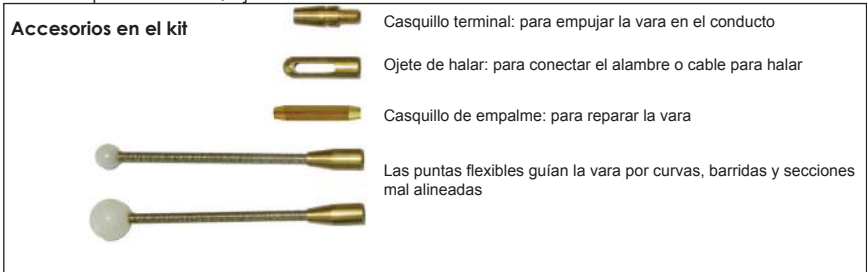 Accesorios en el kit
Casquillo terminal: para empujar la vara en el conducto
Ojete de halar: para conectar el alambre o cable para halar
Casquillo de empalme: para reparar la vara
Las puntas flexibles guían la vara por curvas, barridas y secciones
mal alineadas